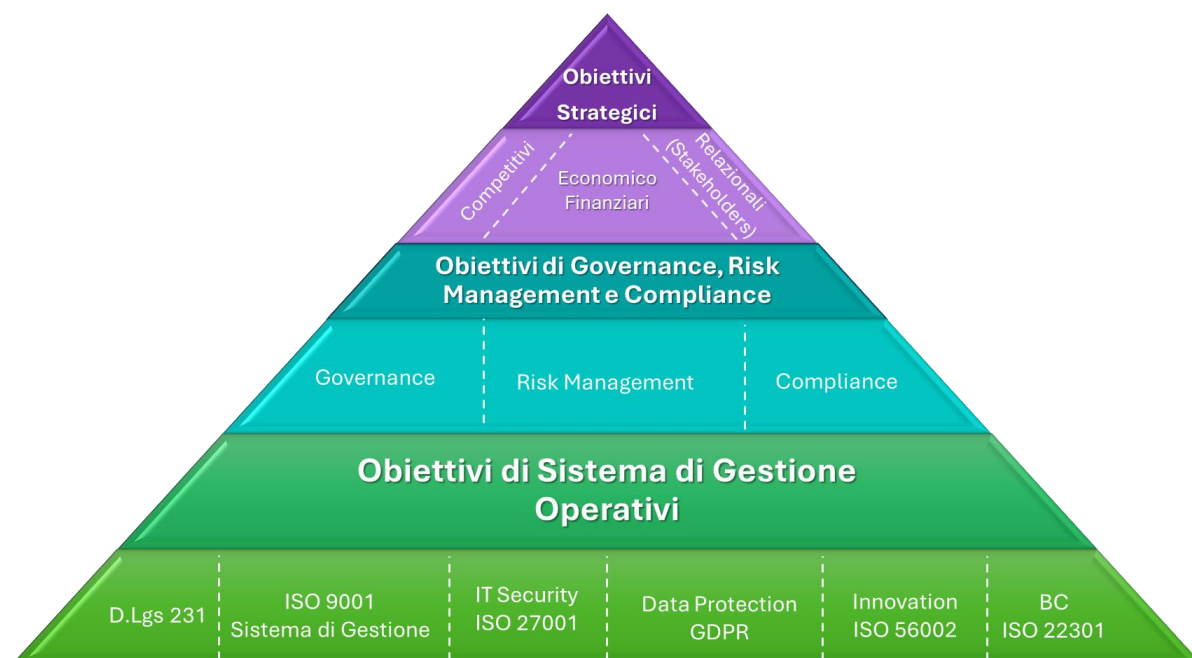 Obiettivi
Strategici
Competitivi
Economico
Finanziari
Relazionali
(Stakeholders)
Obiettivi di Governance, Risk
Management e Compliance
Governance
Risk Management
Compliance
Obiettivi di Sistema di Gestione
Operativi
D.Lgs 231
ISO 9001
Sistema di Gestione
IT Security
ISO 27001
Data Protection
GDPR
Innovation
ISO 56002
BC
ISO 22301